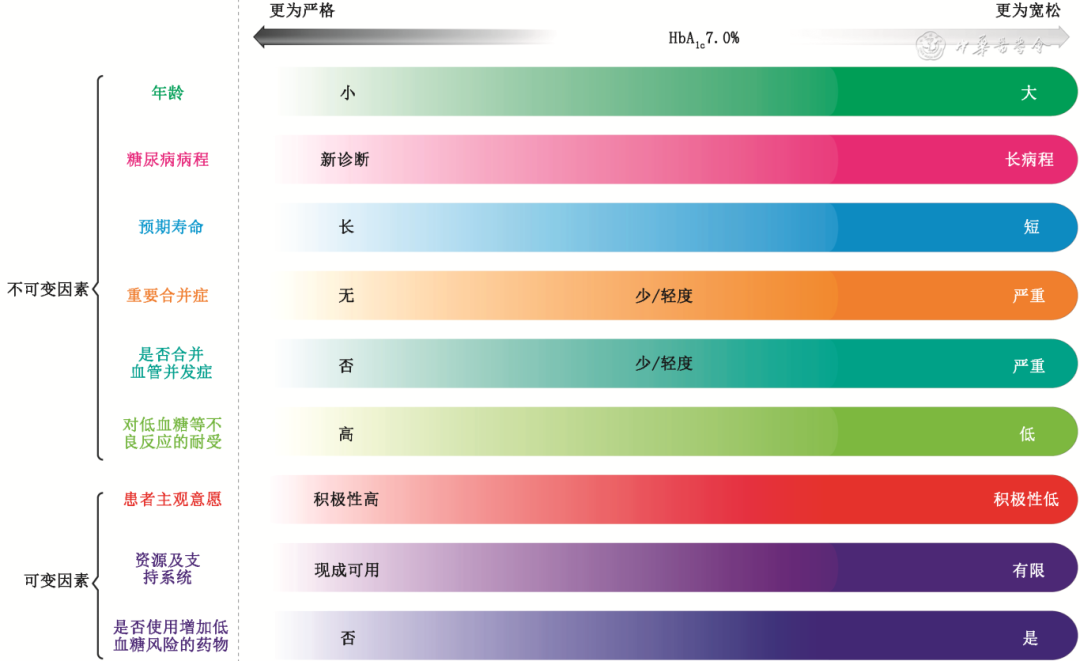 更为严格
更为宽松
HbA1c7.0%
中华医学会
年龄
小
大
糖尿病病程
新诊断
长病程
预期寿命
长
短
不可变因素
重要合并症
无
少/轻度
严重
是否合并
血管并发症
否
少/轻度
严重
对低血糖等不
良反应的耐受
高
低
患者主观意愿
积极性高
积极性低
可变因素
资源及支
持系统
现成可用
有限
是否使用增加低
血糖风险的药物
否
是